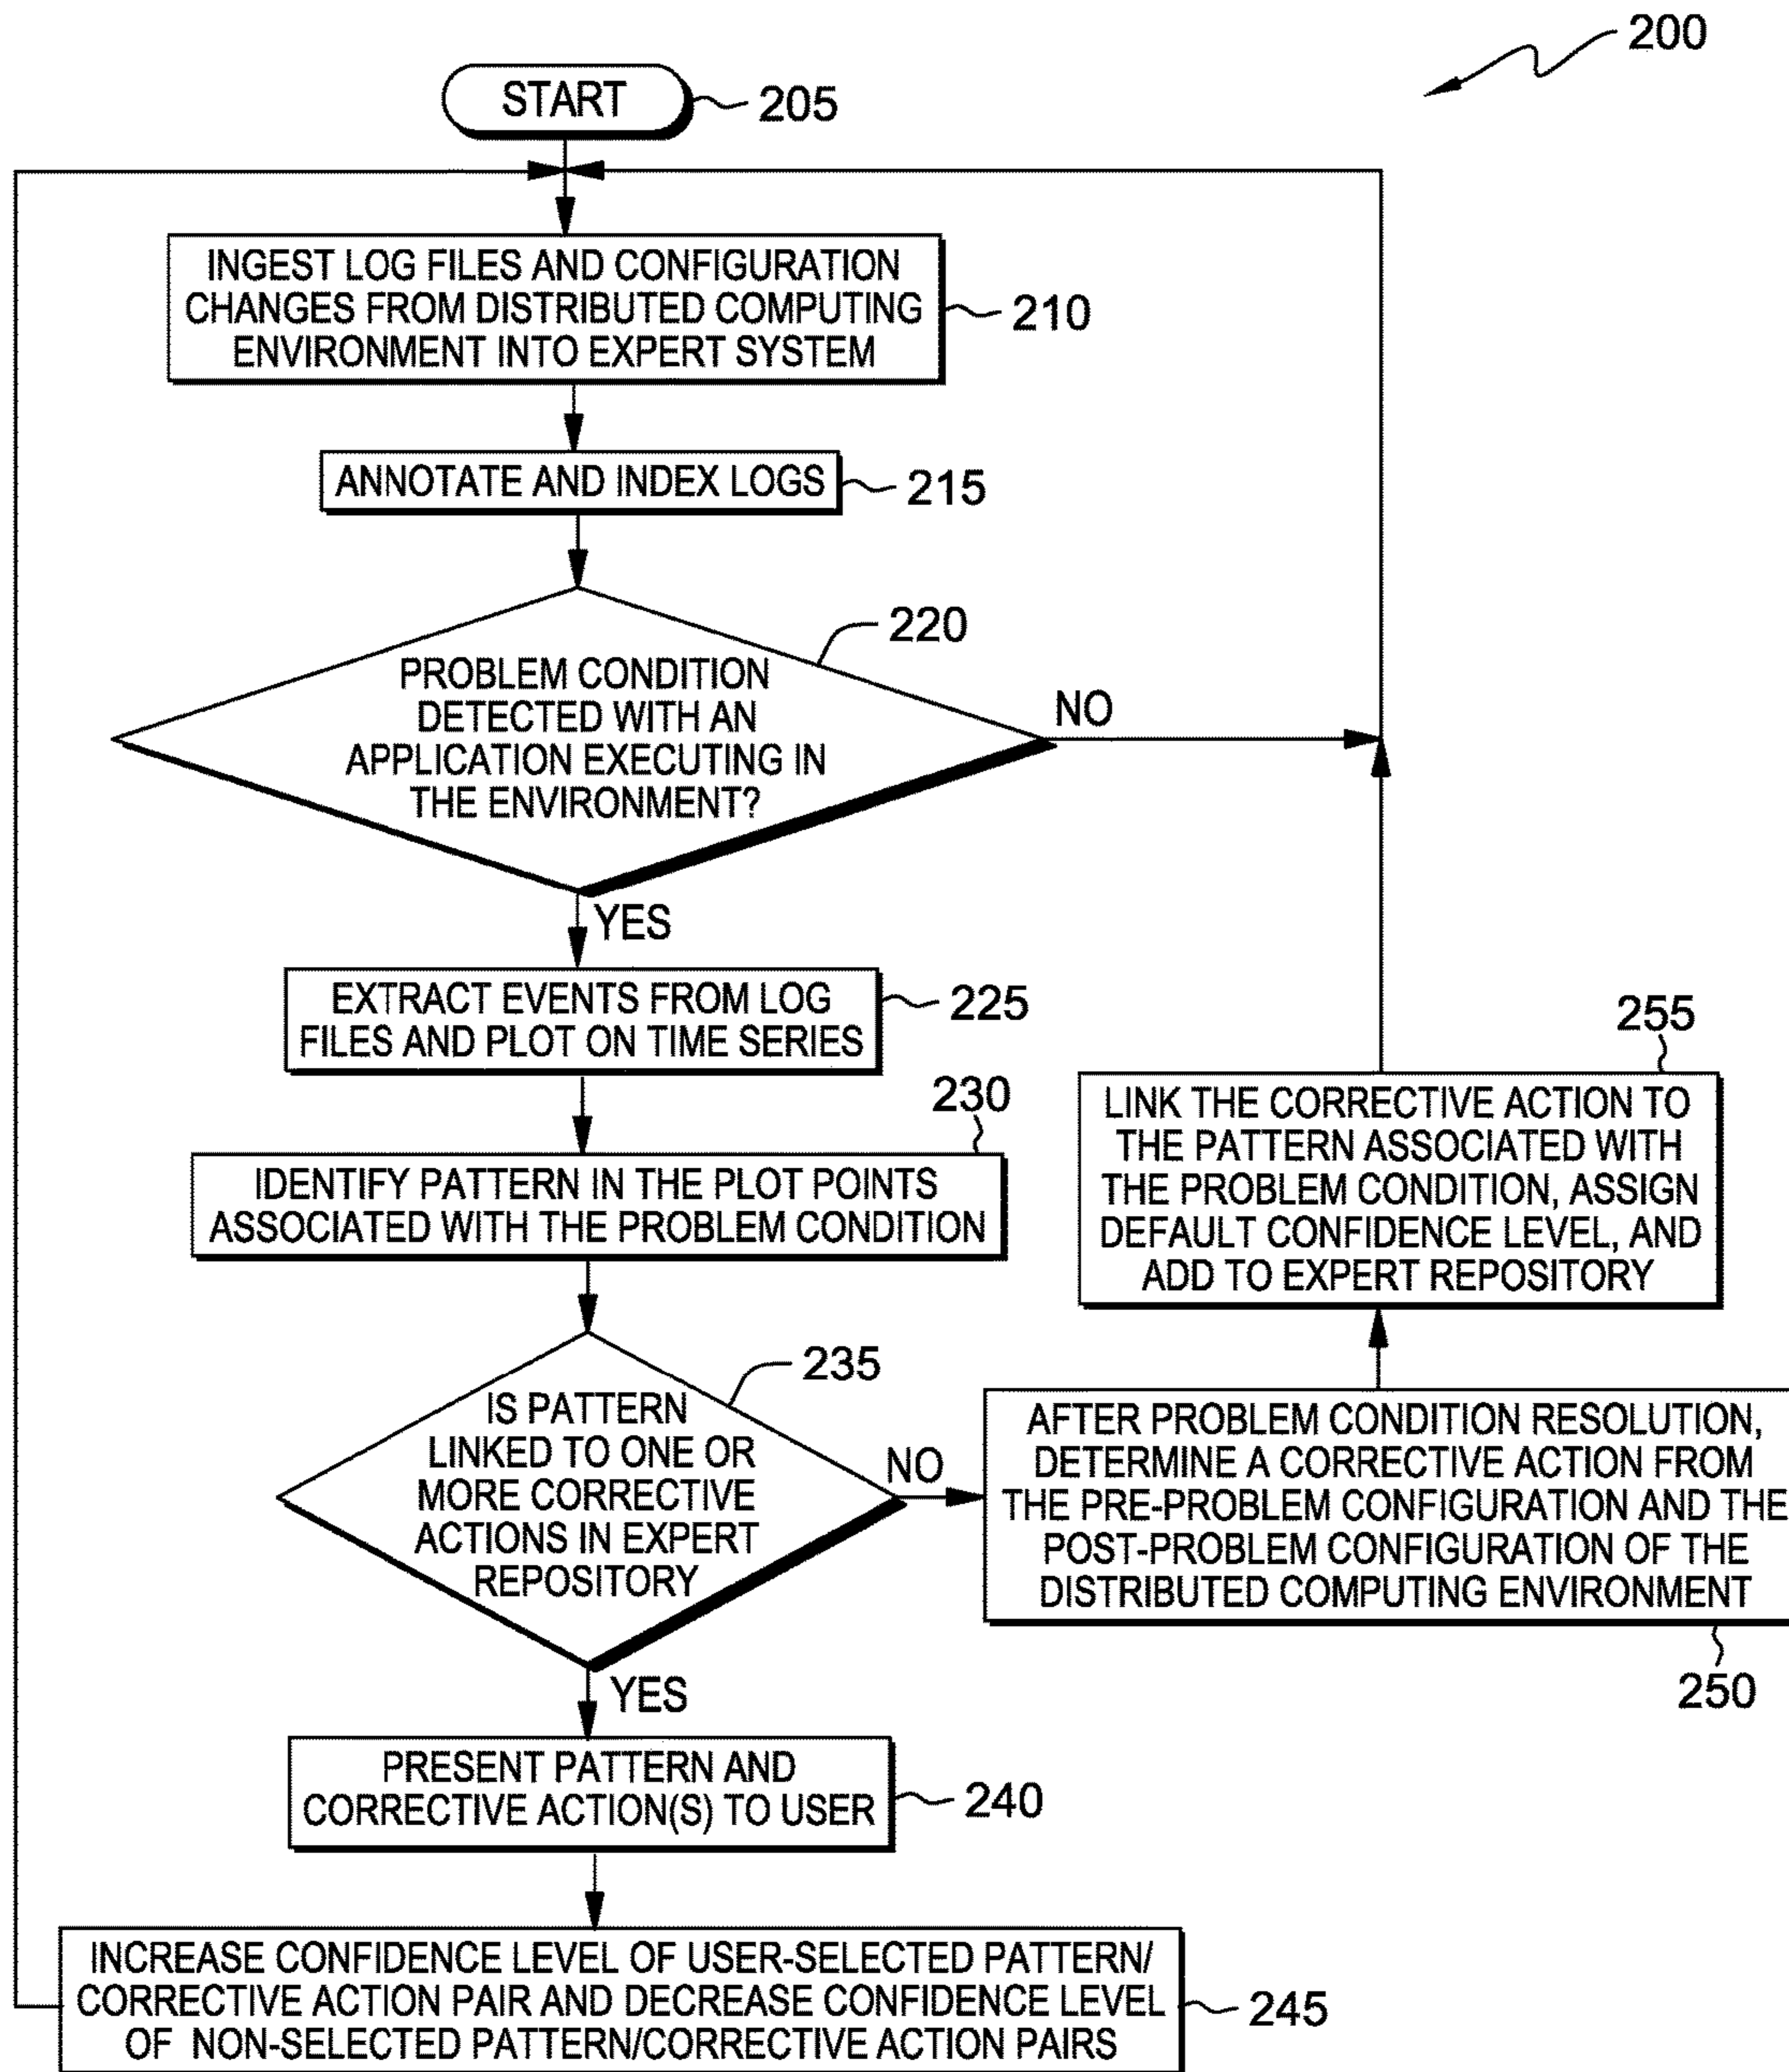 200
START
205
INGEST LOG FILES AND CONFIGURATION
CHANGES FROM DISTRIBUTED COMPUTING
ENVIRONMENT INTO EXPERT SYSTEM
210
ANNOTATE AND INDEX LOGS
215
220
PROBLEM CONDITION
DETECTED WITH AN
APPLICATION EXECUTING IN
THE ENVIRONMENT?
NO
YES
EXTRACT EVENTS FROM LOG
FILES AND PLOT ON TIME SERIES
225
230
IDENTIFY PATTERN IN THE PLOT POINTS
ASSOCIATED WITH THE PROBLEM CONDITION
235
IS PATTERN
LINKED TO ONE OR
MORE CORRECTIVE
ACTIONS IN EXPERT
REPOSITORY
NO
YES
255
LINK THE CORRECTIVE ACTION TO
THE PATTERN ASSOCIATED WITH
THE PROBLEM CONDITION, ASSIGN
DEFAULT CONFIDENCE LEVEL, AND
ADD TO EXPERT REPOSITORY
AFTER PROBLEM CONDITION RESOLUTION,
DETERMINE A CORRECTIVE ACTION FROM
THE PRE-PROBLEM CONFIGURATION AND THE
POST-PROBLEM CONFIGURATION OF THE
DISTRIBUTED COMPUTING ENVIRONMENT
250
PRESENT PATTERN AND
CORRECTIVE ACTION(S) TO USER
240
INCREASE CONFIDENCE LEVEL OF USER-SELECTED PATTERN/
CORRECTIVE ACTION PAIR AND DECREASE CONFIDENCE LEVEL
OF NON-SELECTED PATTERN/CORRECTIVE ACTION PAIRS
245